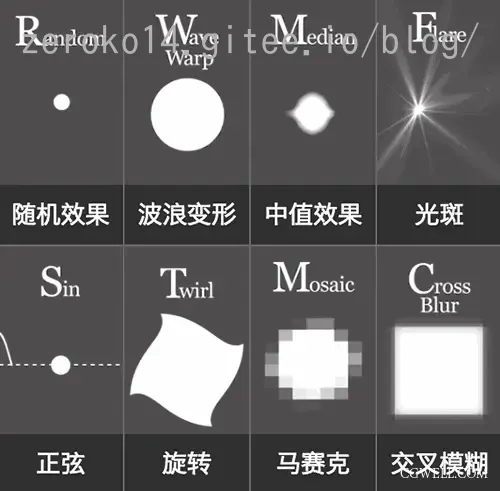 Random
Wave
Warp
Median
Flare
zeroko14.gitee.io/blog/
随机效果
波浪变形
中值效果
光斑
Sin
Twirl
Mosaic
Cross
Blur
正弦
旋转
马赛克
交叉模糊
CGWELL.COM